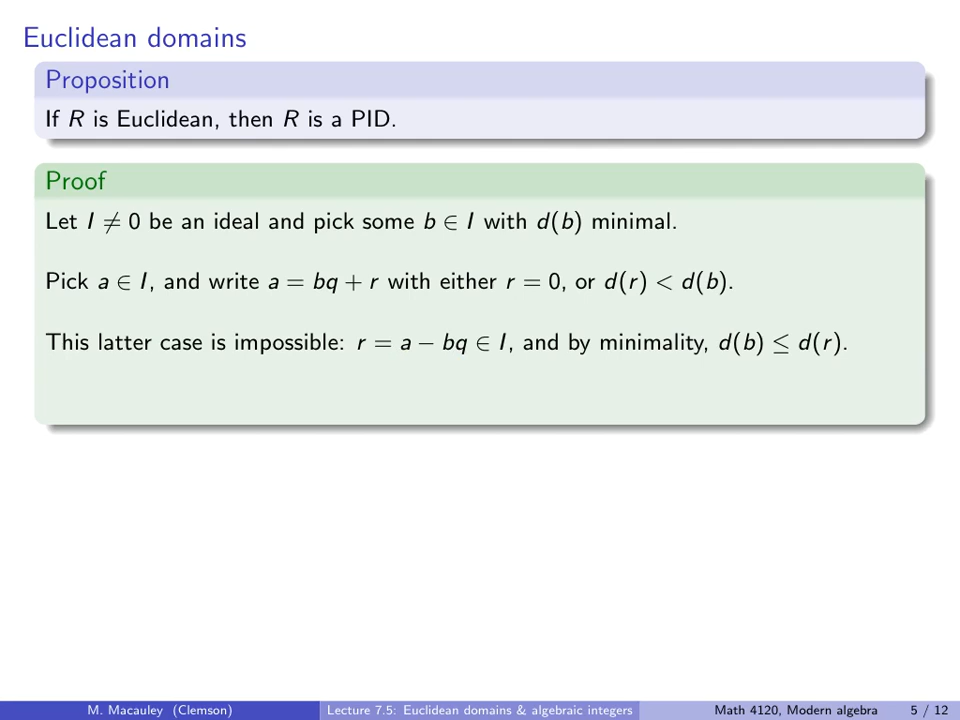 Euclidean domains
Proposition
If R is Euclidean, then R is a PID.
Proof
Let I ≠ 0 be an ideal and pick some b ∈ I with d(b) minimal.
Pick a ∈ I, and write a = bq + r with either r = 0, or d(r) < d(b).
This latter case is impossible: r = a − bq ∈ I, and by minimality, d(b) ≤ d(r).
M. Macauley (Clemson) Lecture 7.5: Euclidean domains & algebraic integers Math 4120, Modern algebra 5 / 12